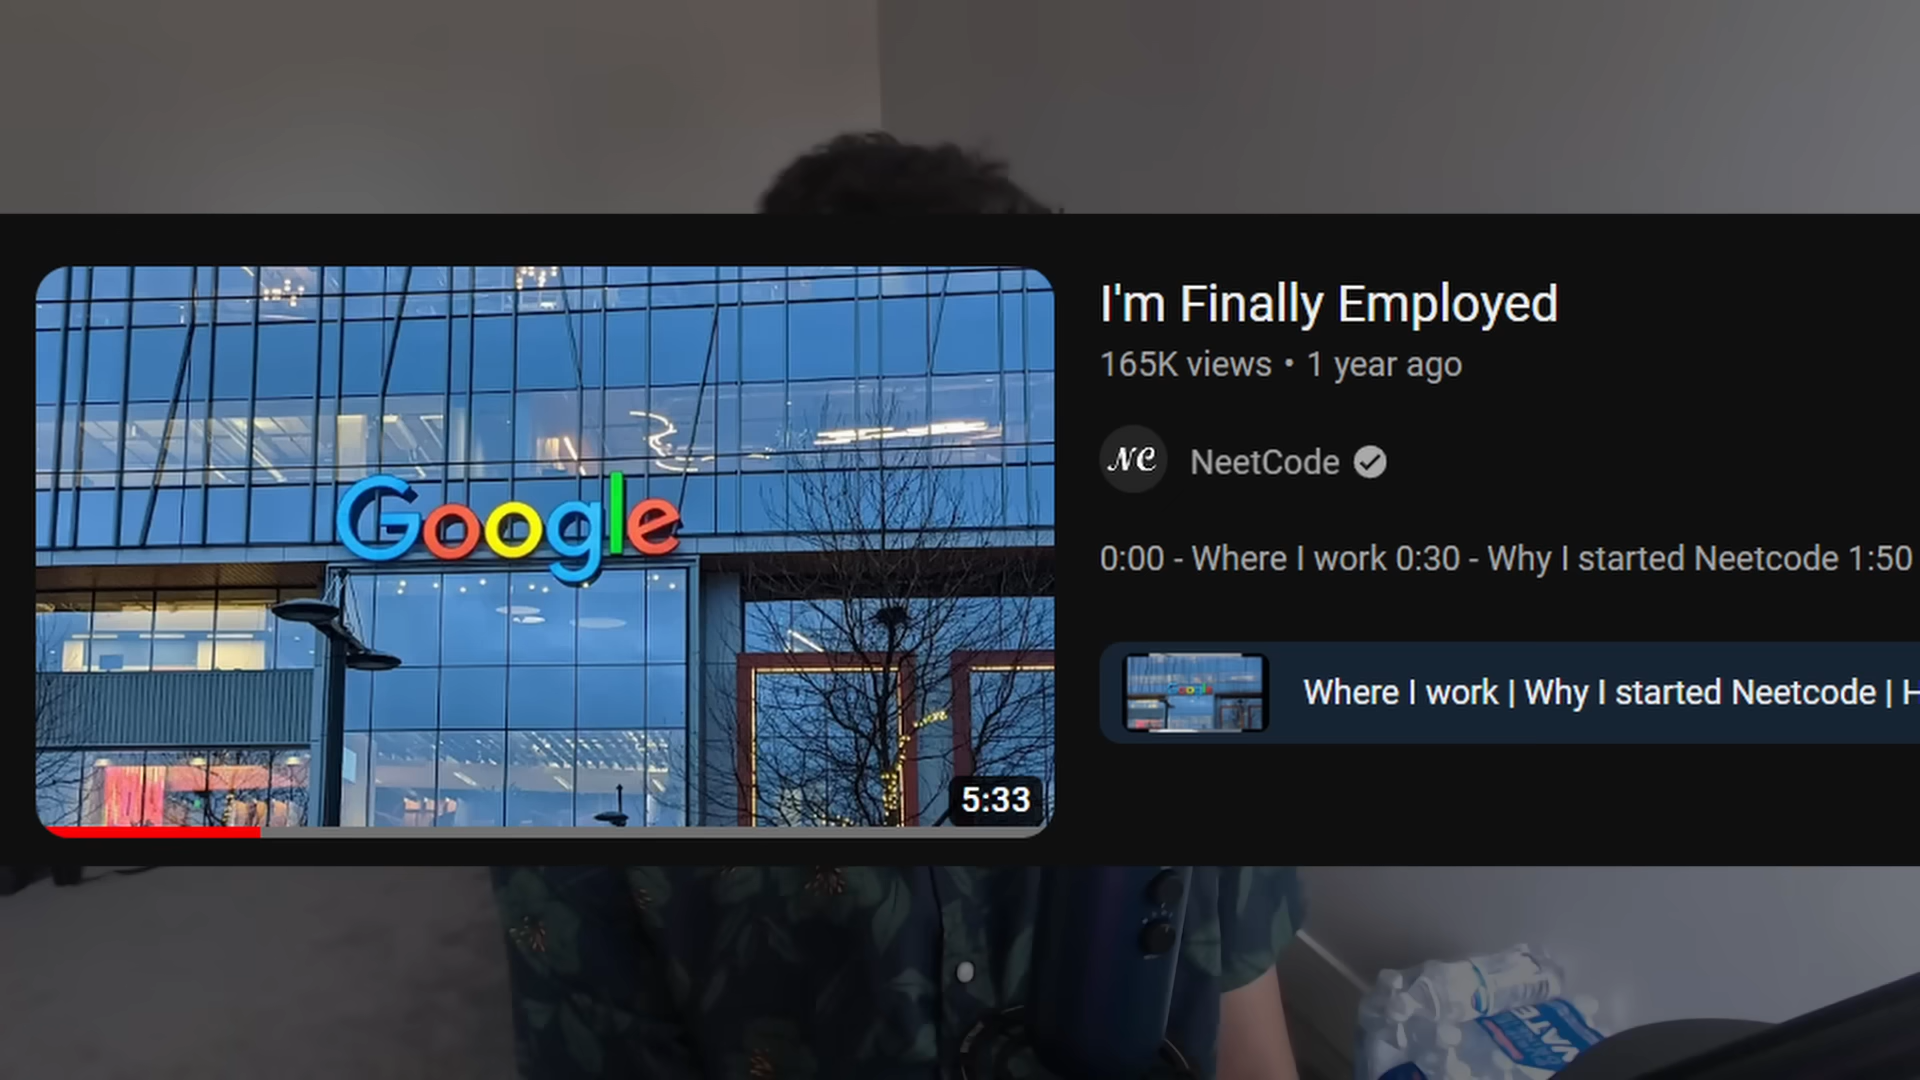 Google
5:33
I'm Finally Employed
165K views • 1 year ago
NC NeetCode
0:00 - Where I work 0:30 - Why I started Neetcode 1:50
Where I work | Why I started Neetcode | H